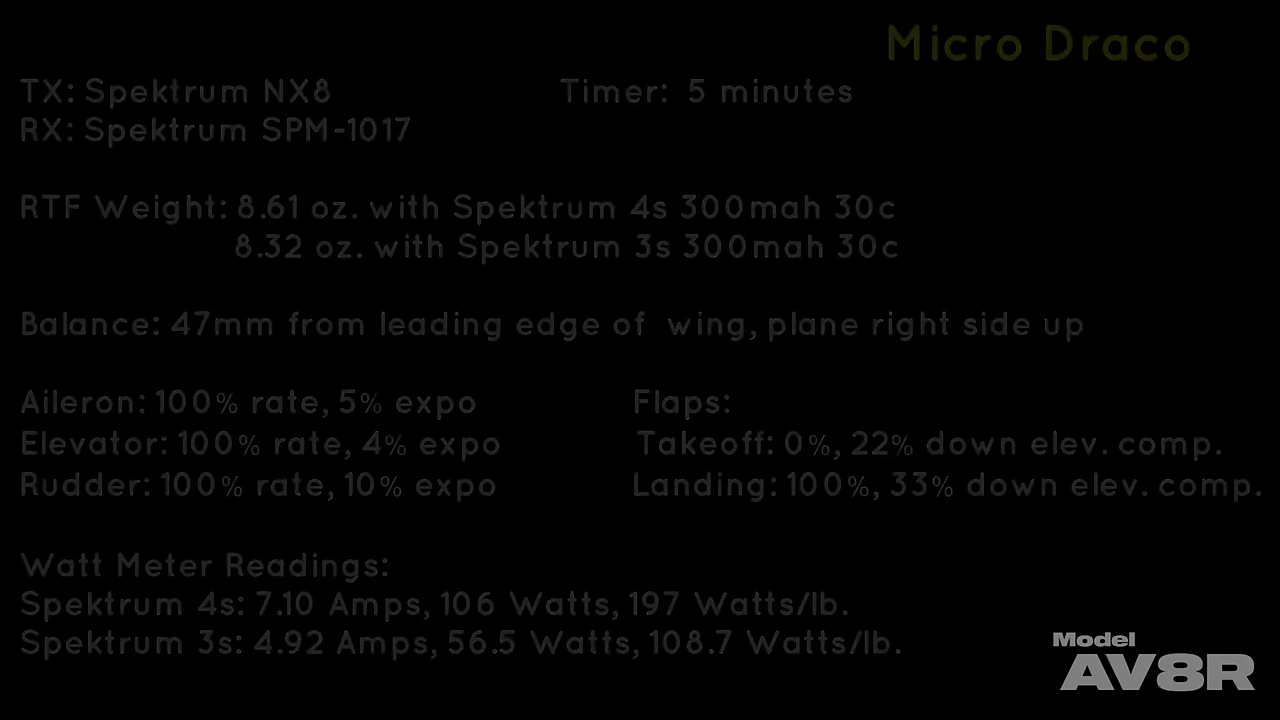 Micro Draco
TX: Spektrum NX8 Timer: 5 minutes
RX: Spektrum SPM-1017
RTF Weight: 8.61 oz. with Spektrum 4s 300mah 30c
8.32 oz. with Spektrum 3s 300mah 30c
Balance: 47mm from leading edge of wing, plane right side up
Aileron: 100% rate, 5% expo
Elevator: 100% rate, 4% expo
Rudder: 100% rate, 10% expo
Flaps:
Takeoff: 0%, 22% down elev. comp.
Landing: 100%, 33% down elev. comp.
Watt Meter Readings:
Spektrum 4s: 7.10 Amps, 106 Watts, 197 Watts/lb.
Spektrum 3s: 4.92 Amps, 56.5 Watts, 108.7 Watts/lb.
Model
AV8R